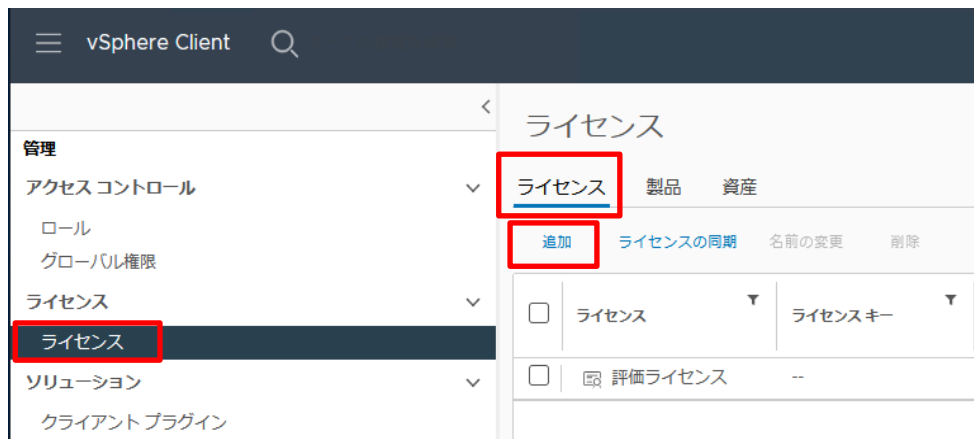 vSphere Client
管理
アクセス コントロール
ロール
グローバル権限
ライセンス
ライセンス
ソリューション
クライアント プラグイン
ライセンス
ライセンス 製品 資産
追加 ライセンスの同期 名前の変更 削除
ライセンス ライセンス キー
評価ライセンス --